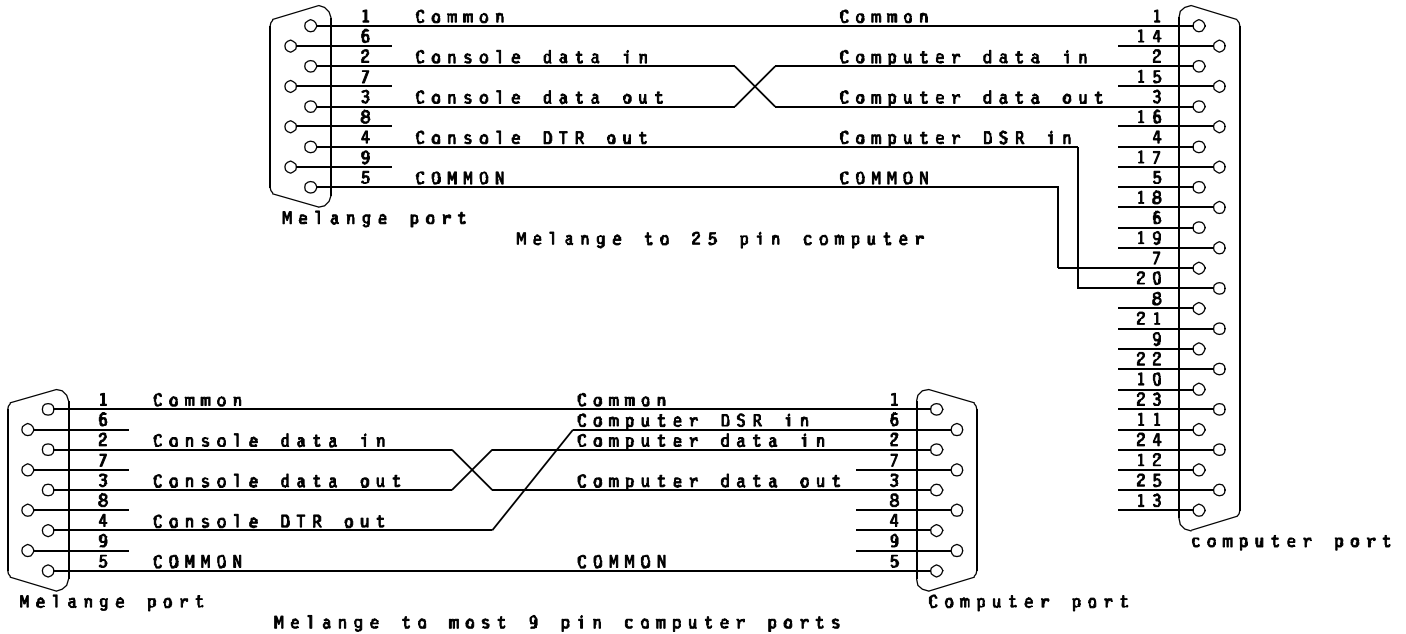 1 Common Common 1
6 14
2 Console data in Computer data in 2
7 15
3 Console data out Computer data out 3
8 16
4 Console DTR out Computer DSR in 4
9 17
5 COMMON COMMON 5
18
Melange port
6
Melange to 25 pin computer
19
7
20
8
21
9
22
10
23
11
24
12
25
13
computer port
1 Common Common 1
6 Computer DSR in 6
2 Console data in Computer data in 2
7 7
3 Console data out Computer data out 3
8 8
4 Console DTR out 4
9 9
5 COMMON COMMON 5
Melange port Computer port
Melange to most 9 pin computer ports